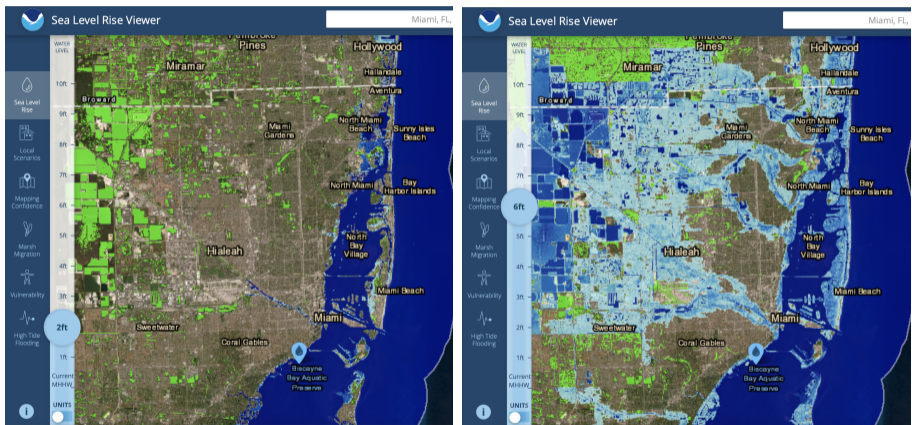 Sea Level Rise Viewer
Miami, FL,
WATER
LEVEL
10ft
9ft
8ft
7ft
6ft
5ft
4ft
3ft
2ft
1ft
Current
MHHW
UNITS
Sea Level
Rise
Local
Scenarios
Mapping
Confidence
Marsh
Migration
Vulnerability
High Tide
Flooding
i
Pembroke
Pines
Hollywood
Miramar
Hallandale
Aventura
Broward
Miami
Gardens
North Miami
Beach
Sunny Isles
Beach
North Miami
Bay
Harbor Islands
Hialeah
North
Bay
Village
Miami Beach
Miami
Sweetwater
Coral Gables
Biscayne
Bay Aquatic
Preserve
Sea Level Rise Viewer
Miami, FL,
WATER
LEVEL
10ft
9ft
8ft
7ft
6ft
5ft
4ft
3ft
2ft
1ft
Current
MHHW
UNITS
Sea Level
Rise
Local
Scenarios
Mapping
Confidence
Marsh
Migration
Vulnerability
High Tide
Flooding
i
Pembroke
Pines
Hollywood
Miramar
Hallandale
Aventura
Broward
Miami
Gardens
North Miami
Beach
Sunny Isles
Beach
North Miami
Bay
Harbor Islands
Hialeah
North
Bay
Village
Miami Beach
Miami
Sweetwater
Coral Gables
Biscayne
Bay Aquatic
Preserve